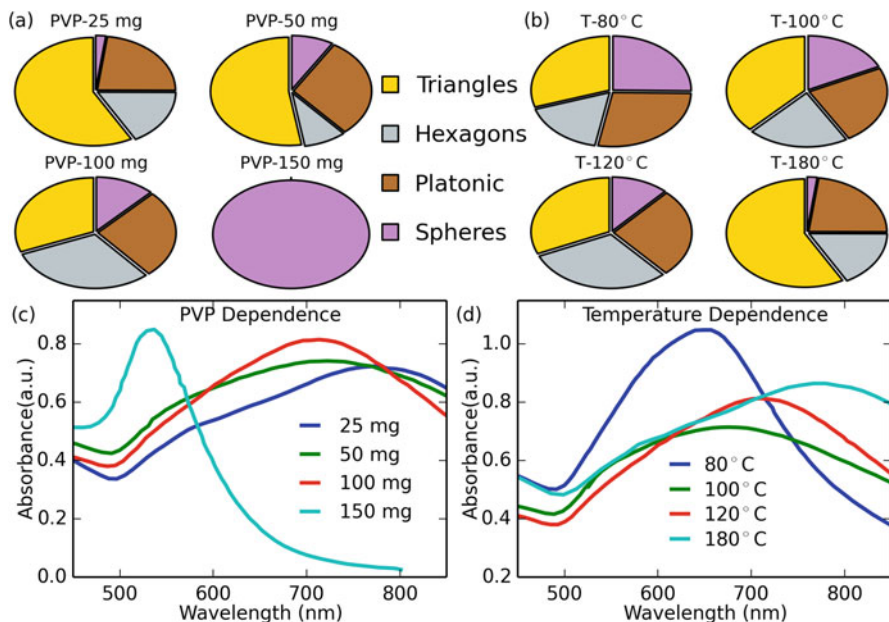 (a) PVP-25 mg PVP-50 mg
(b) T-80°C T-100°C
Triangles
Hexagons
PVP-100 mg PVP-150 mg
T-120°C T-180°C
Platonic
Spheres
(c) PVP Dependence
0.8
0.6
0.4
0.2
0.0
Absorbance(a.u.)
25 mg
50 mg
100 mg
150 mg
500 600 700 800
Wavelength (nm)
(d) Temperature Dependence
1.0
0.8
0.6
0.4
0.2
Absorbance(a.u.)
80°C
100°C
120°C
180°C
500 600 700 800
Wavelength (nm)